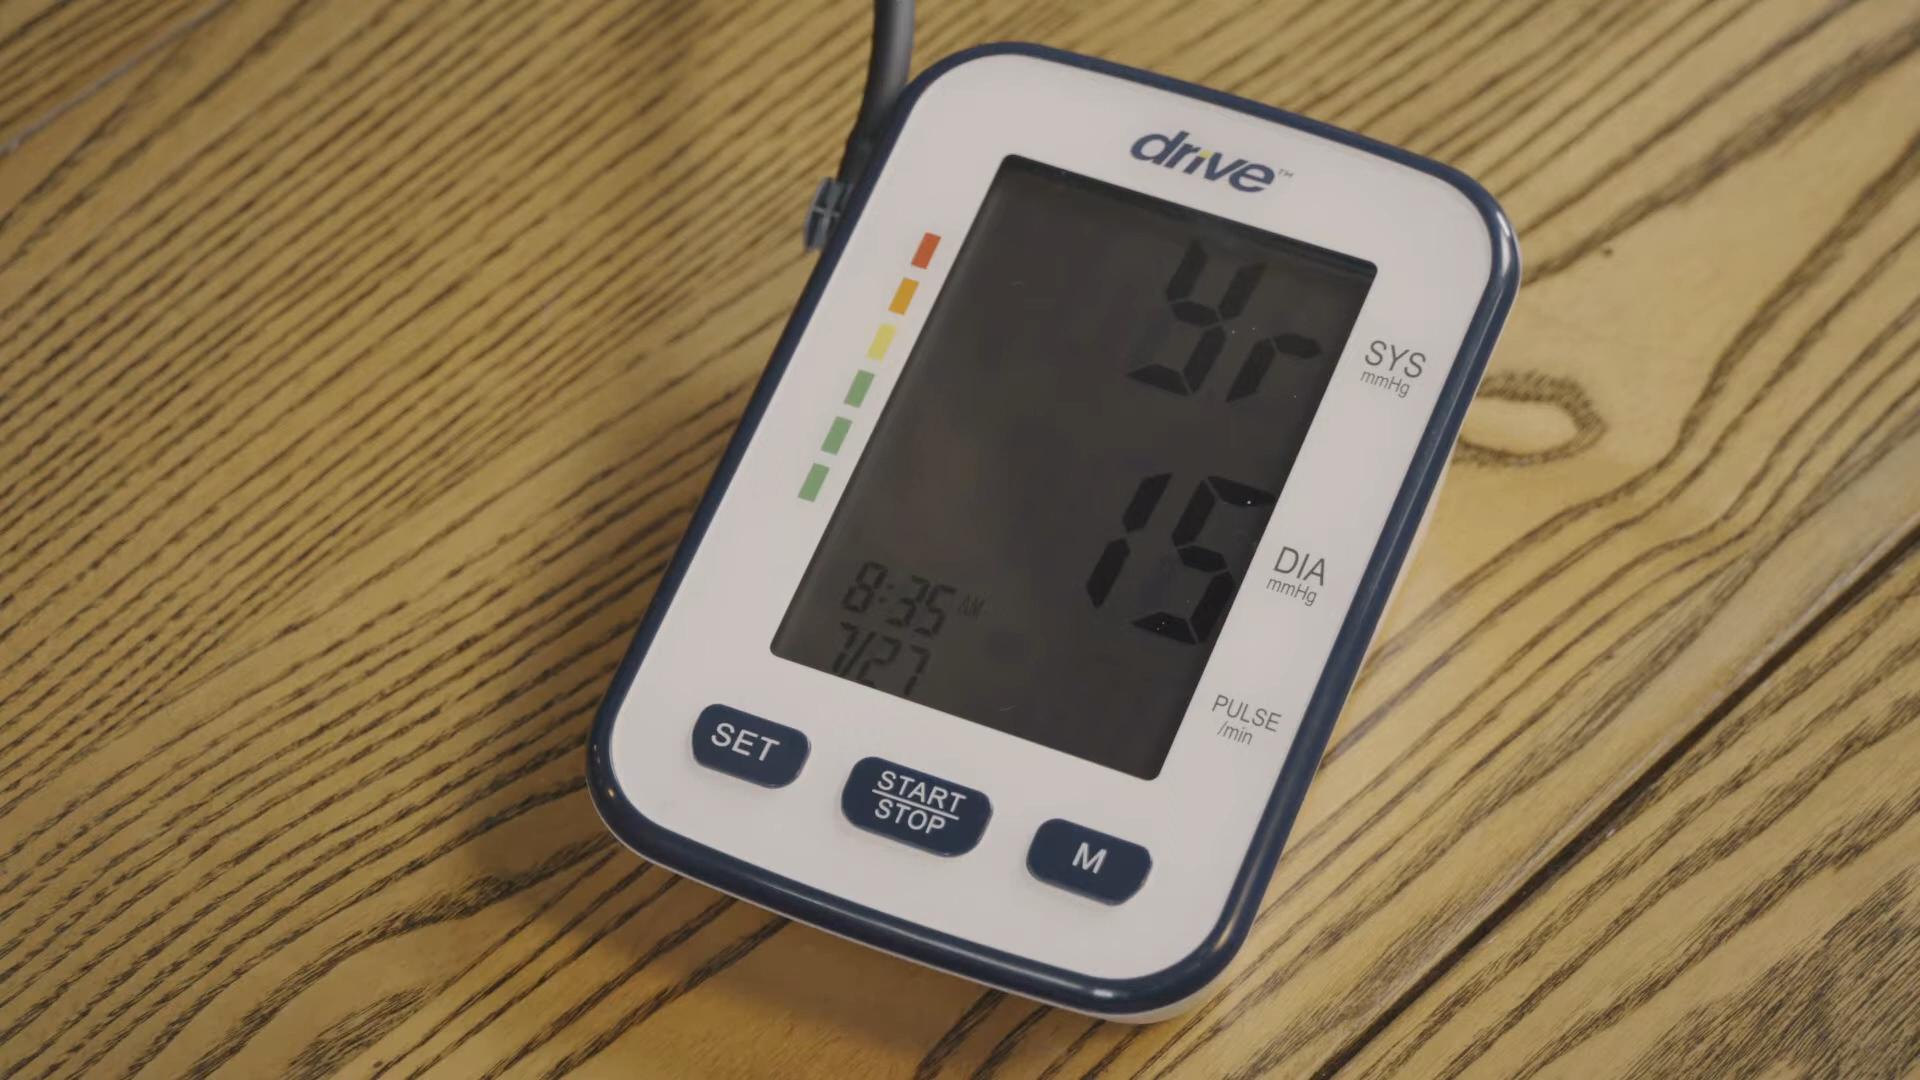 drive™
yr
SYS
mmHg
15
DIA
mmHg
8:35 AM
7/27
PULSE
/min
SET
START
STOP
M